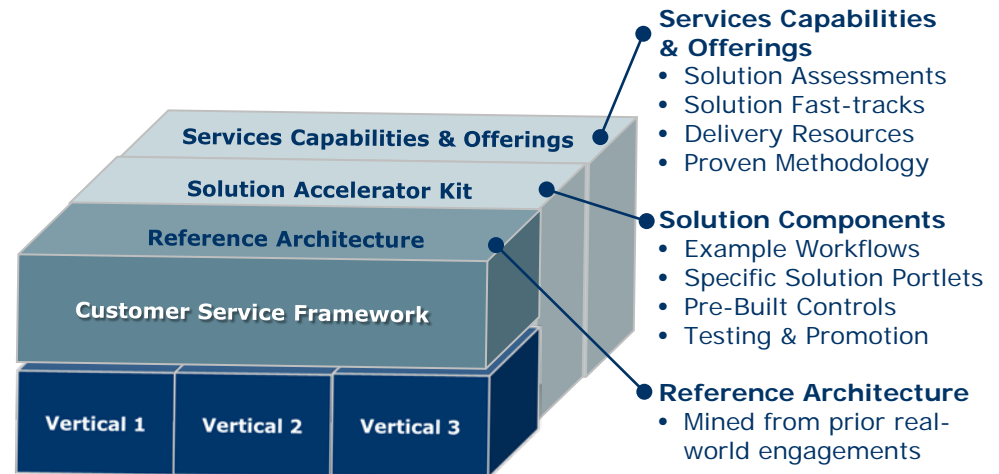 Services Capabilities & Offerings
Solution Accelerator Kit
Reference Architecture
Customer Service Framework
Vertical 1
Vertical 2
Vertical 3
Services Capabilities
& Offerings
• Solution Assessments
• Solution Fast-tracks
• Delivery Resources
• Proven Methodology
Solution Components
• Example Workflows
• Specific Solution Portlets
• Pre-Built Controls
• Testing & Promotion
Reference Architecture
• Mined from prior real-
world engagements